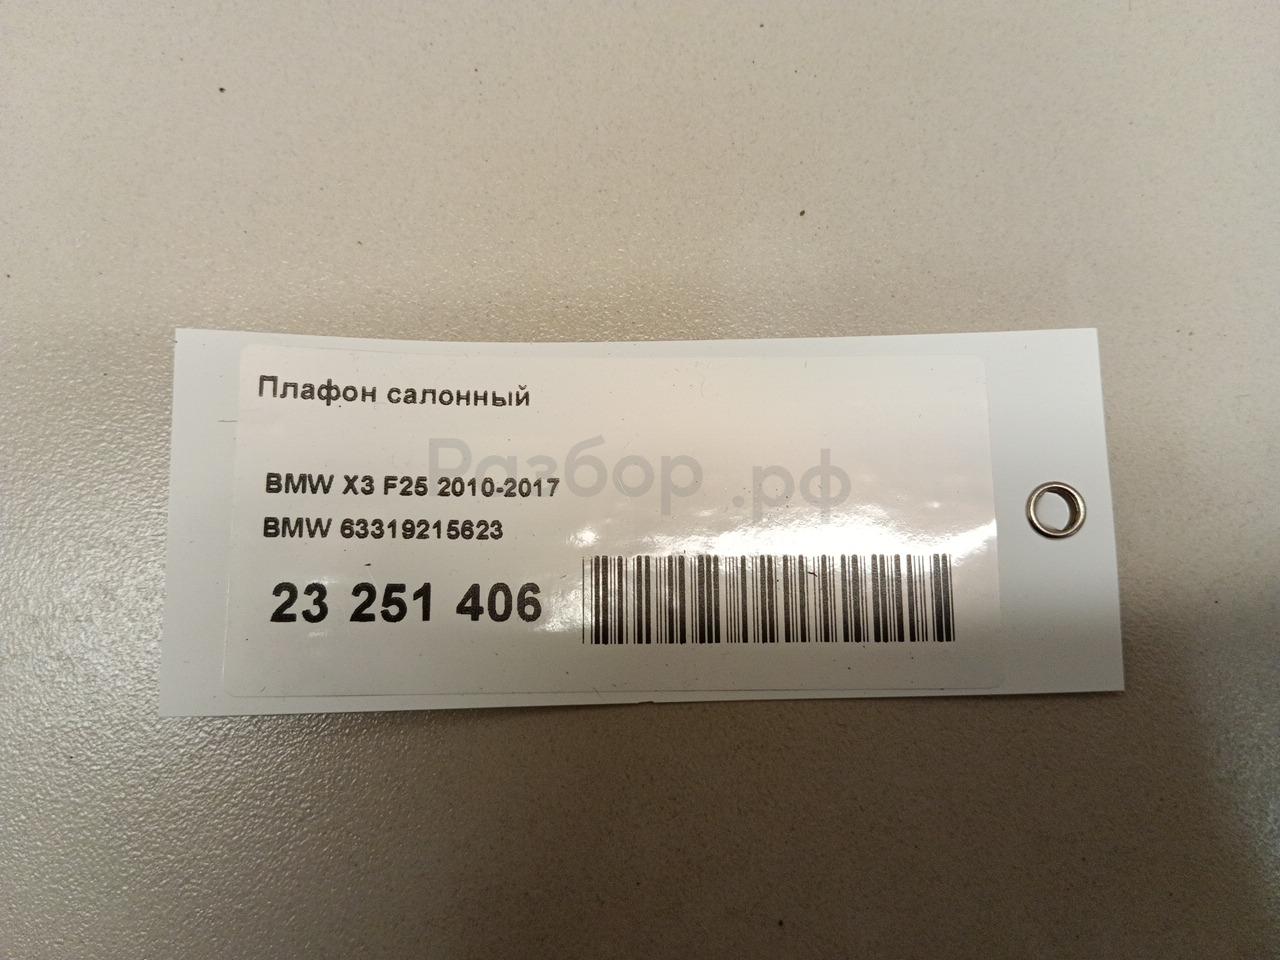 Плафон салонный
Разбор.рф
BMW X3 F25 2010-2017
BMW 63319215623
23 251 406